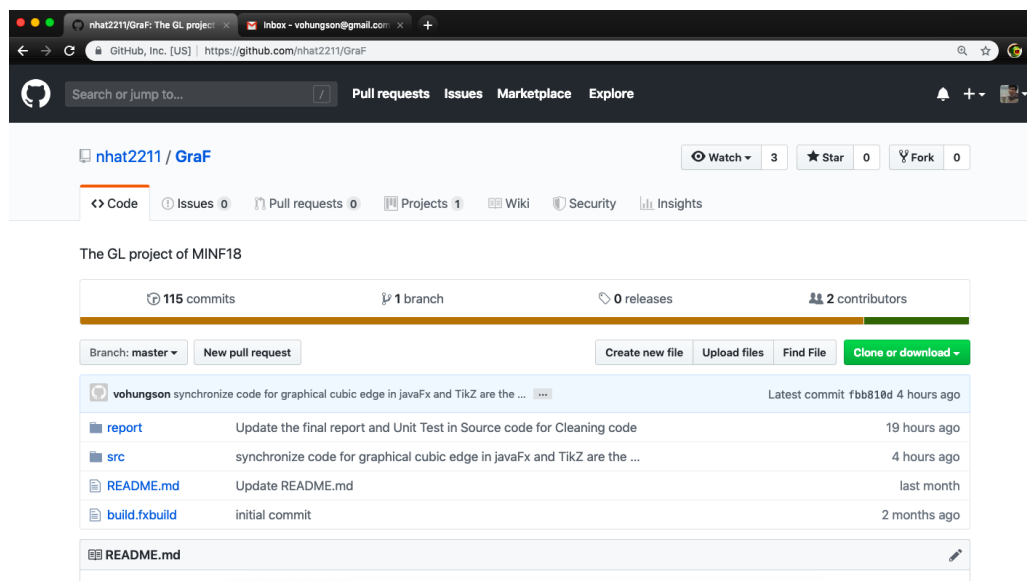 nhat2211/GraF: The GL project Inbox - vohungson@gmail.com
GitHub, Inc. [US] https://github.com/nhat2211/GraF
Search or jump to... / Pull requests Issues Marketplace Explore
nhat2211 / GraF Watch 3 Star 0 Fork 0
Code Issues 0 Pull requests 0 Projects 1 Wiki Security Insights
The GL project of MINF18
115 commits 1 branch 0 releases 2 contributors
Branch: master New pull request Create new file Upload files Find File Clone or download
vohungson synchronize code for graphical cubic edge in javaFx and TikZ are the ... ... Latest commit fbb810d 4 hours ago
report Update the final report and Unit Test in Source code for Cleaning code 19 hours ago
src synchronize code for graphical cubic edge in javaFx and TikZ are the ... 4 hours ago
README.md Update README.md last month
build.fxbuild initial commit 2 months ago
README.md